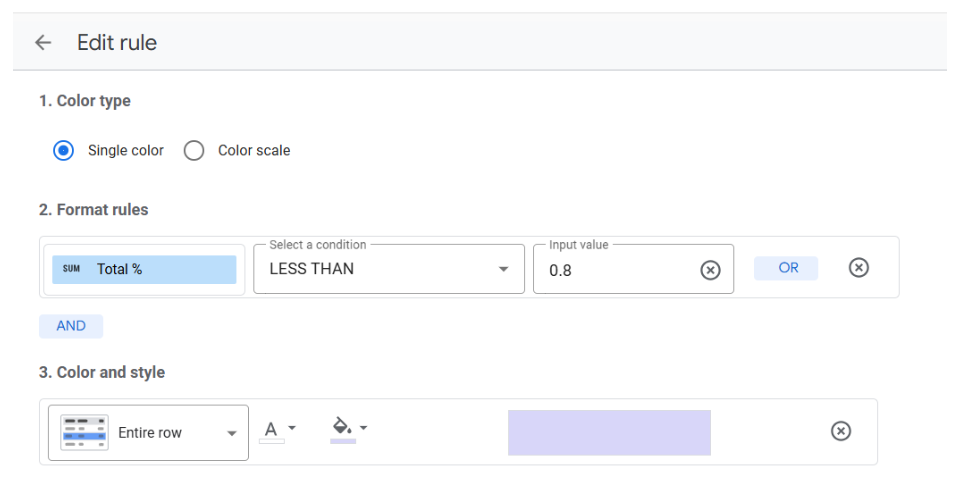 Edit rule
1. Color type
Single color Color scale
2. Format rules
Select a condition Input value
SUM Total % LESS THAN 0.8 OR
AND
3. Color and style
Entire row A